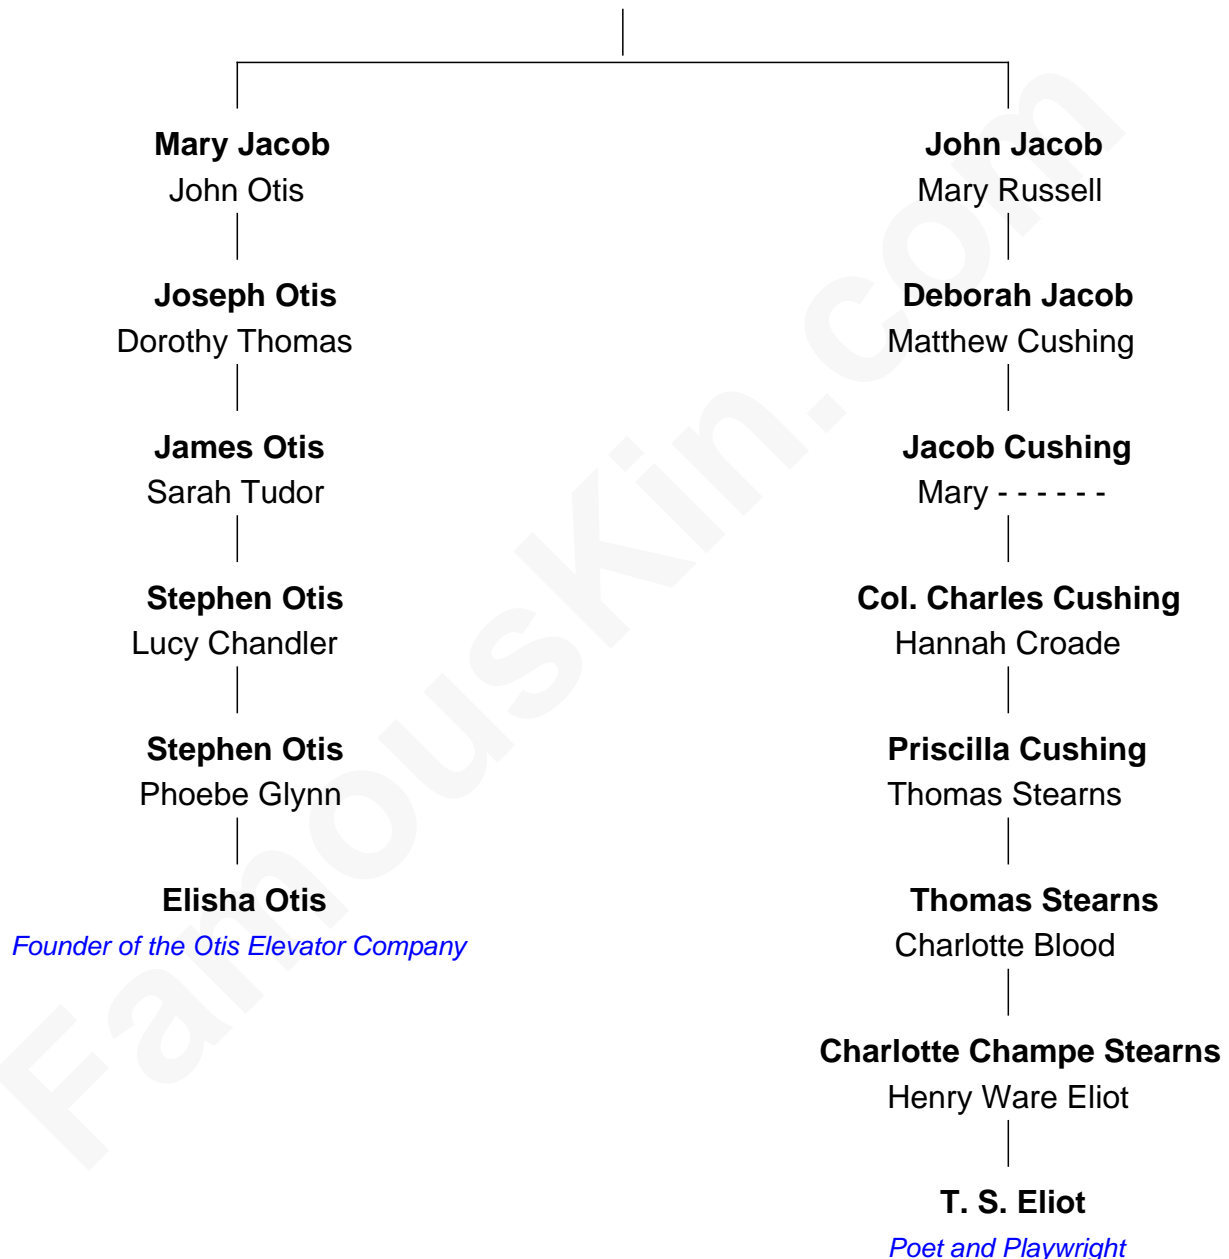 Mary Jacob
John Otis
Joseph Otis
Dorothy Thomas
James Otis
Sarah Tudor
Stephen Otis
Lucy Chandler
Stephen Otis
Phoebe Glynn
Elisha Otis
Founder of the Otis Elevator Company
John Jacob
Mary Russell
Deborah Jacob
Matthew Cushing
Jacob Cushing
Mary - - - - - -
Col. Charles Cushing
Hannah Croade
Priscilla Cushing
Thomas Stearns
Thomas Stearns
Charlotte Blood
Charlotte Champe Stearns
Henry Ware Eliot
T. S. Eliot
Poet and Playwright
FamousKin.com